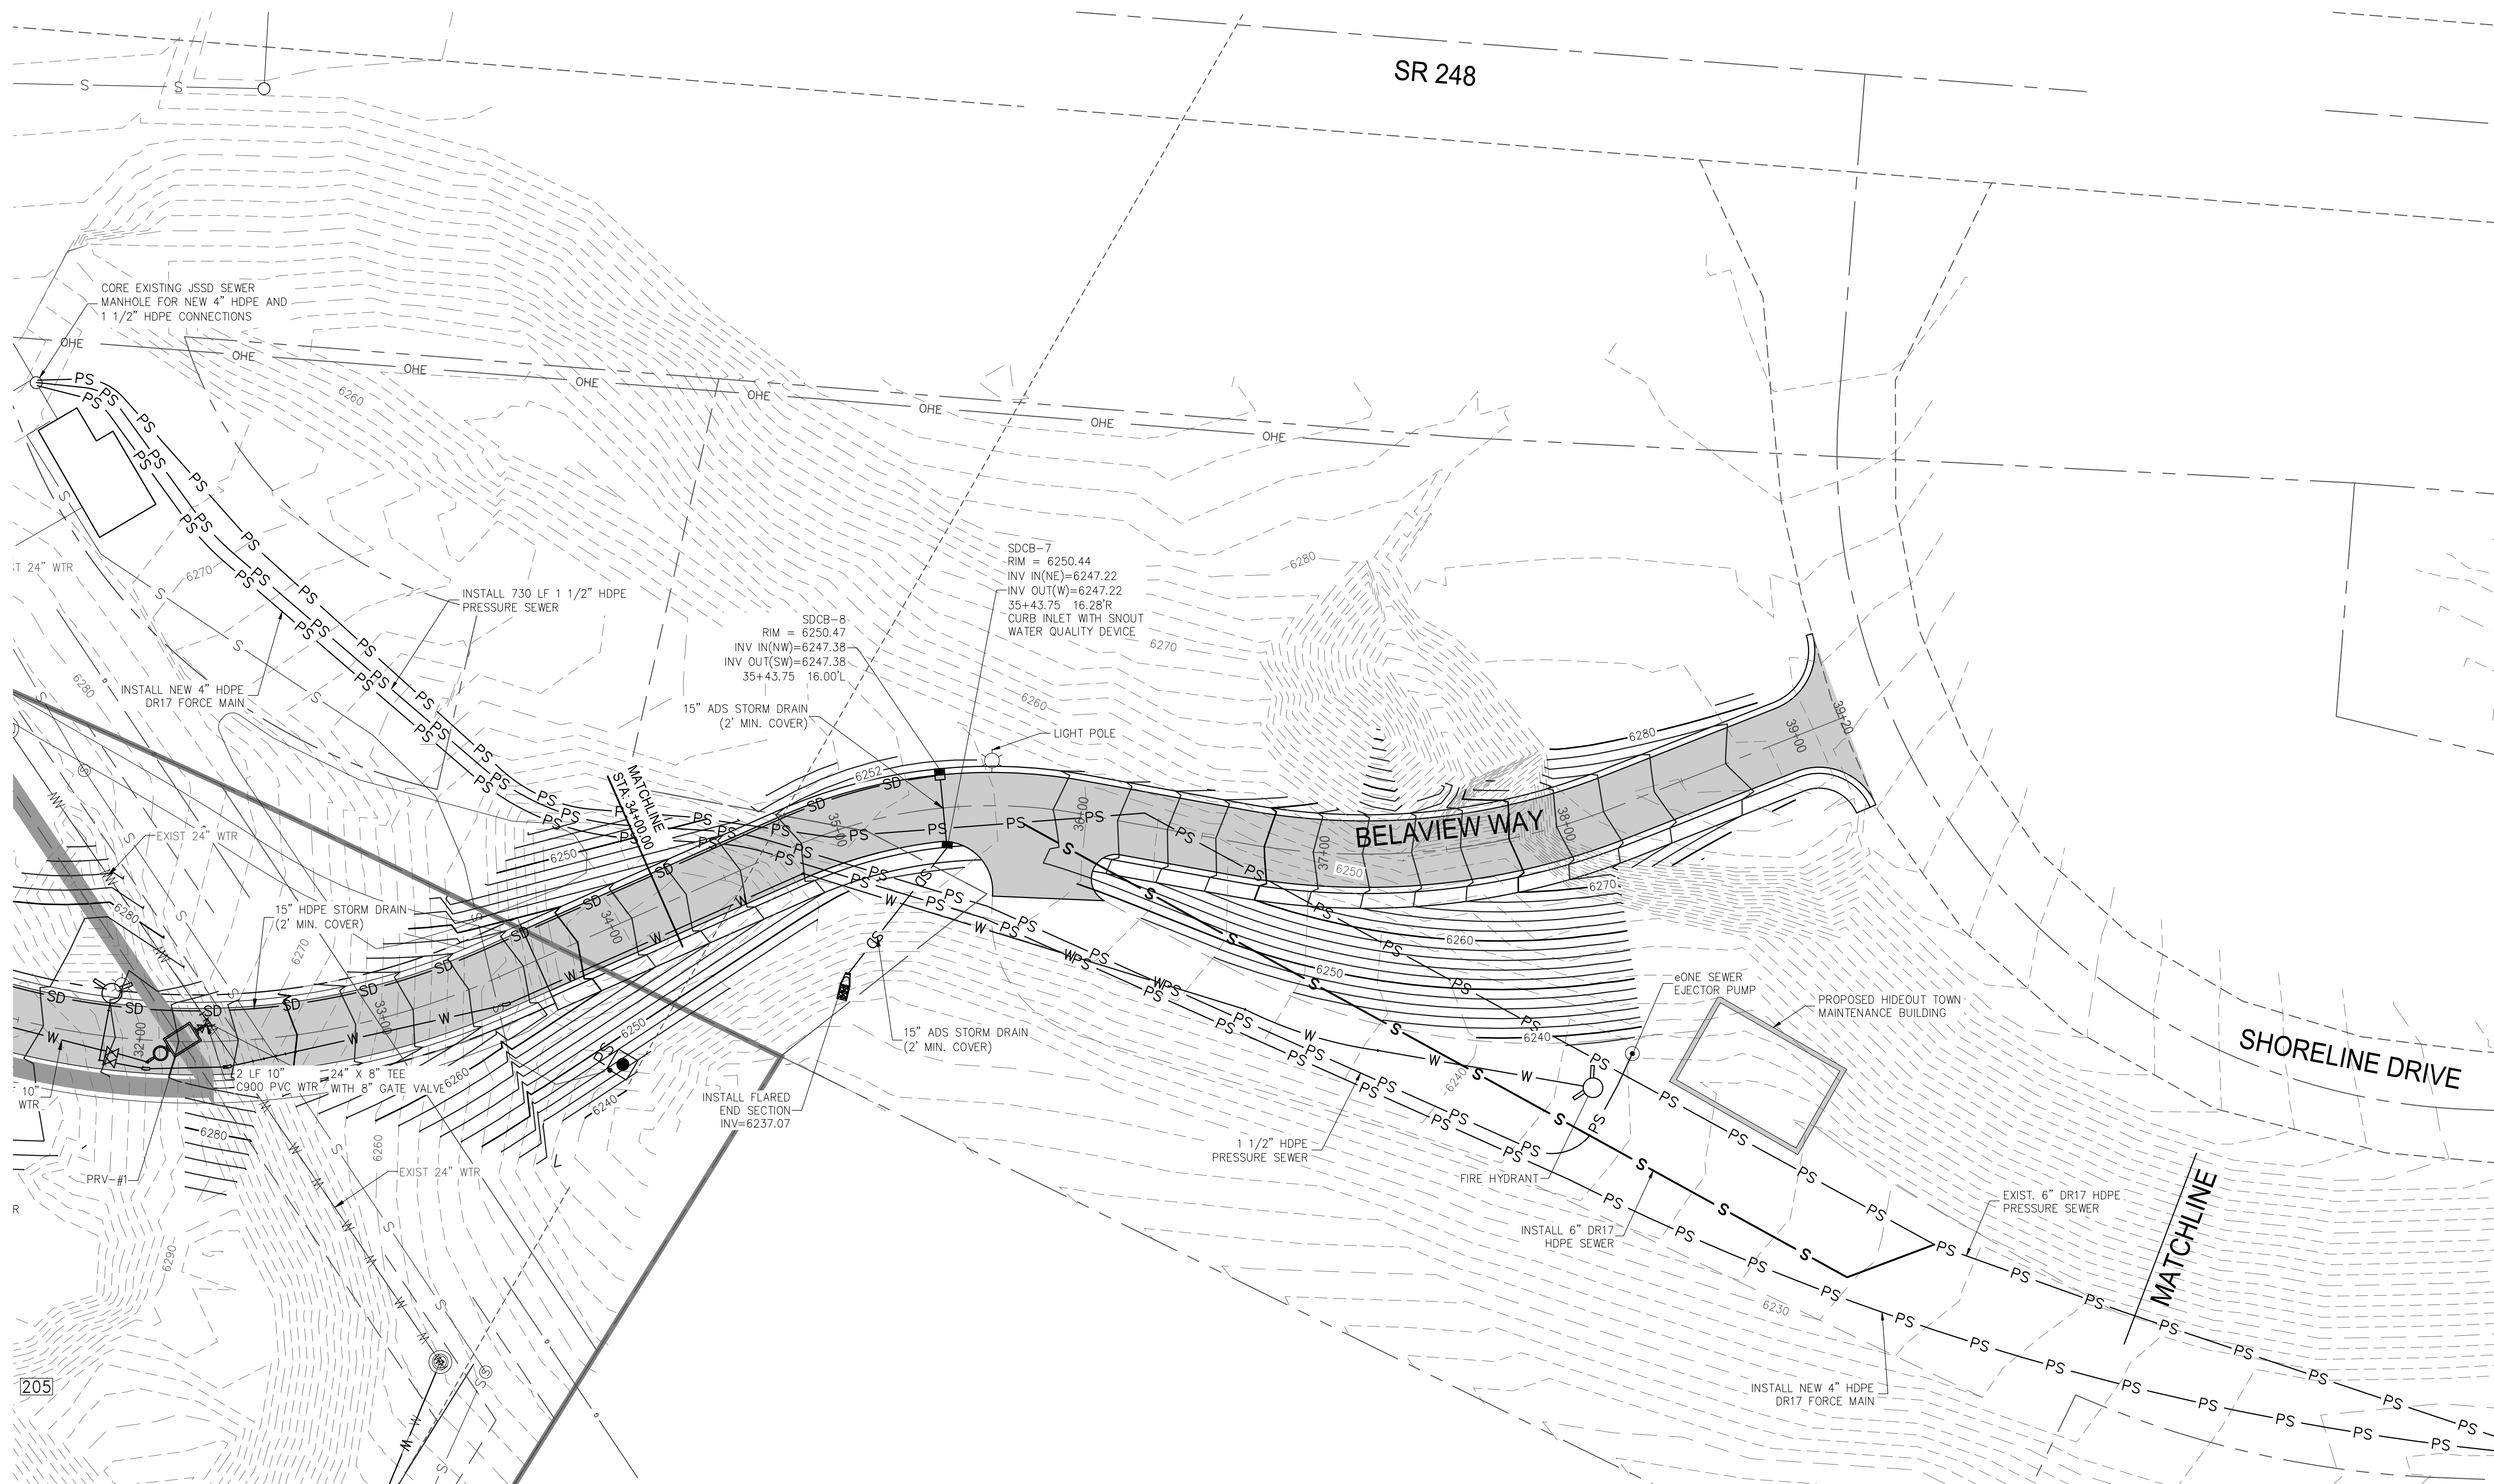 SR 248
S
S
CORE EXISTING JSSD SEWER
MANHOLE FOR NEW 4" HDPE AND
1 1/2" HDPE CONNECTIONS
OHE
OHE
OHE
OHE
OHE
OHE
OHE
OHE
6260
6270
6280
INSTALL 730 LF 1 1/2" HDPE
PRESSURE SEWER
INSTALL NEW 4" HDPE
DR17 FORCE MAIN
24" WTR
SDCB-7
RIM = 6250.44
INV IN(NE)=6247.22
INV OUT(W)=6247.22
35+43.75 16.28'R
CURB INLET WITH SNOUT
WATER QUALITY DEVICE
SDCB-8
RIM = 6250.47
INV IN(NW)=6247.38
INV OUT(SW)=6247.38
35+43.75 16.00'L
15" ADS STORM DRAIN
(2' MIN. COVER)
LIGHT POLE
6280
6270
6260
6252
6280
MATCHLINE
STA: 34+00.00
BELAVIEW WAY
32+00
33+00
34+00
35+00
36+00
37+00
38+00
39+00
39+20
6250
6250
6270
6260
6250
6240
EXIST 24" WTR
6280
15" HDPE STORM DRAIN
(2' MIN. COVER)
6270
6250
6260
6240
2 LF 10"
C900 PVC WTR
24" X 8" TEE
WITH 8" GATE VALVE
10"
WTR
PRV-#1
6280
6260
EXIST 24" WTR
6290
205
INSTALL FLARED
END SECTION
INV=6237.07
15" ADS STORM DRAIN
(2' MIN. COVER)
eONE SEWER
EJECTOR PUMP
PROPOSED HIDEOUT TOWN
MAINTENANCE BUILDING
SHORELINE DRIVE
6240
1 1/2" HDPE
PRESSURE SEWER
FIRE HYDRANT
INSTALL 6" DR17
HDPE SEWER
EXIST. 6" DR17 HDPE
PRESSURE SEWER
MATCHLINE
6230
INSTALL NEW 4" HDPE
DR17 FORCE MAIN
PS
SD
W
S